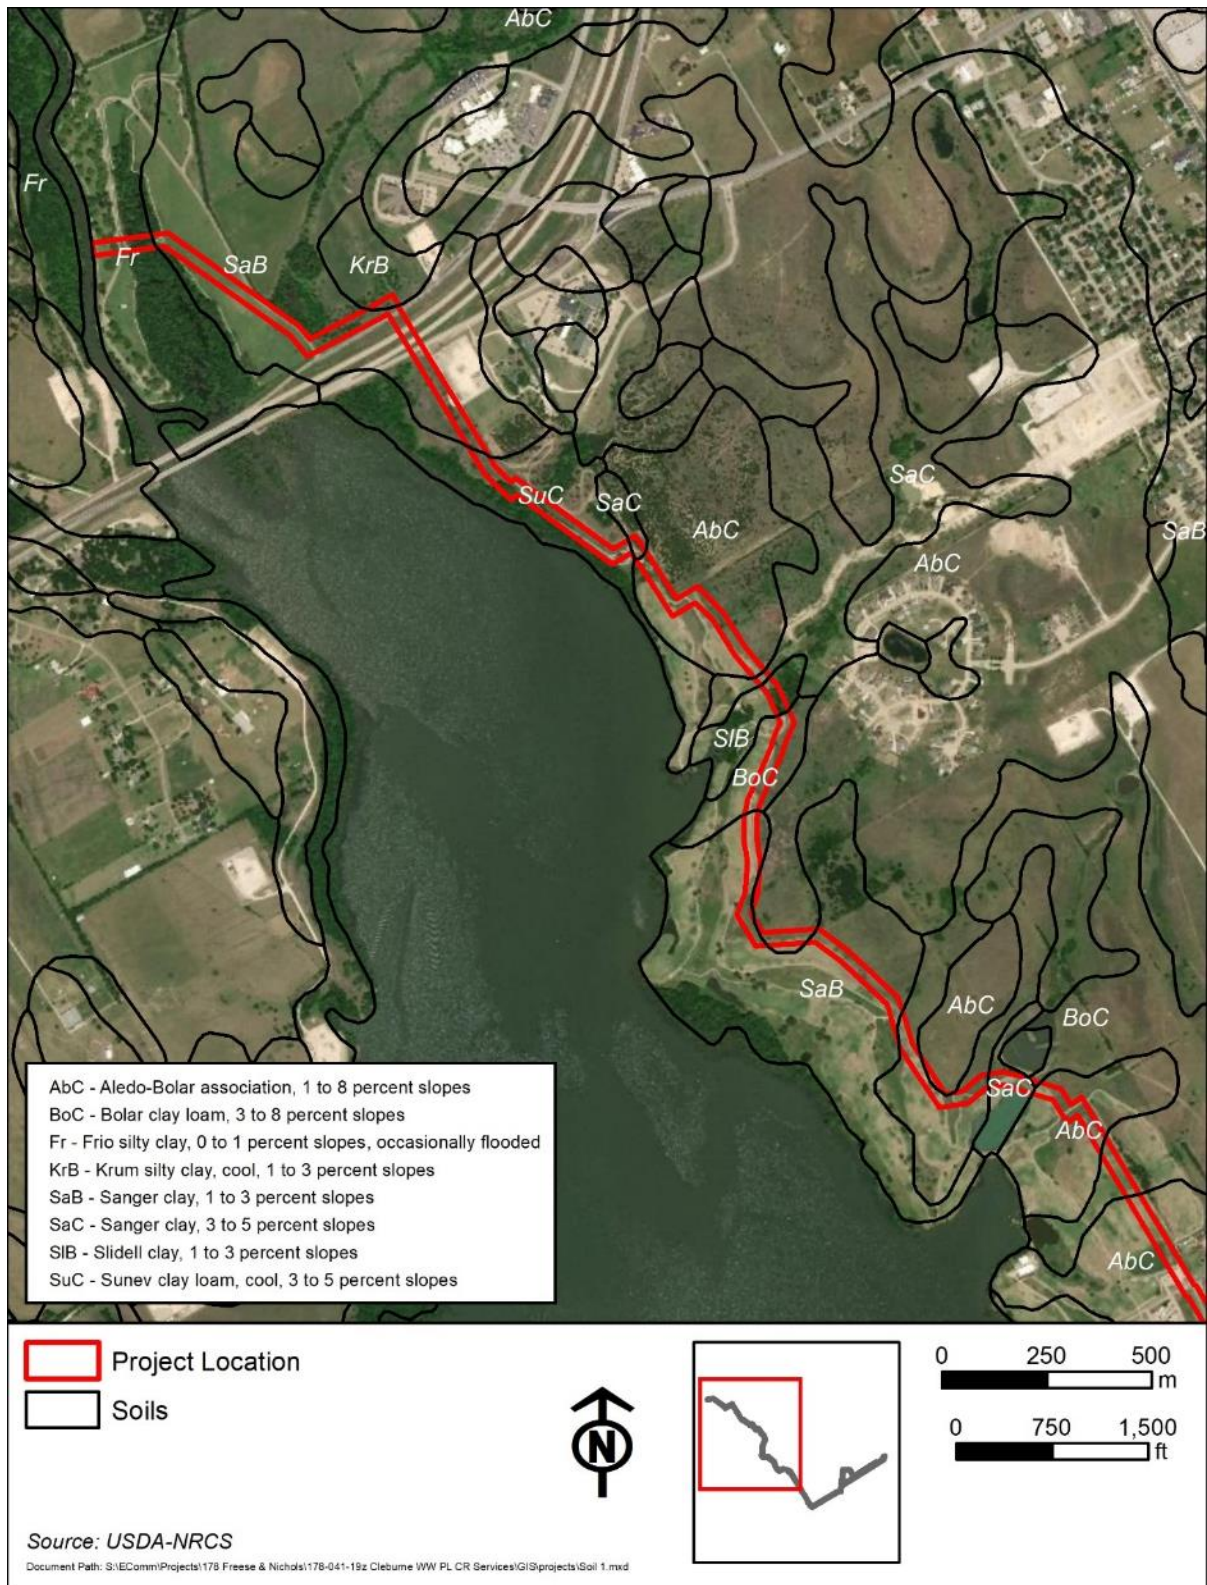 AbC
Fr
Fr
SaB
KrB
SuC
SaC
SaC
AbC
SaB
AbC
SIB
BoC
SaB
AbC
BoC
SaC
AbC
AbC
AbC - Aledo-Bolar association, 1 to 8 percent slopes
BoC - Bolar clay loam, 3 to 8 percent slopes
Fr - Frio silty clay, 0 to 1 percent slopes, occasionally flooded
KrB - Krum silty clay, cool, 1 to 3 percent slopes
SaB - Sanger clay, 1 to 3 percent slopes
SaC - Sanger clay, 3 to 5 percent slopes
SlB - Slidell clay, 1 to 3 percent slopes
SuC - Sunev clay loam, cool, 3 to 5 percent slopes
Project Location
Soils
N
0 250 500
m
0 750 1,500
ft
Source: USDA-NRCS
Document Path: S:\EComm\Projects\178 Freese & Nichols\178-041-19z Cleburne WW PL CR Services\GIS\projects\Soil 1.mxd